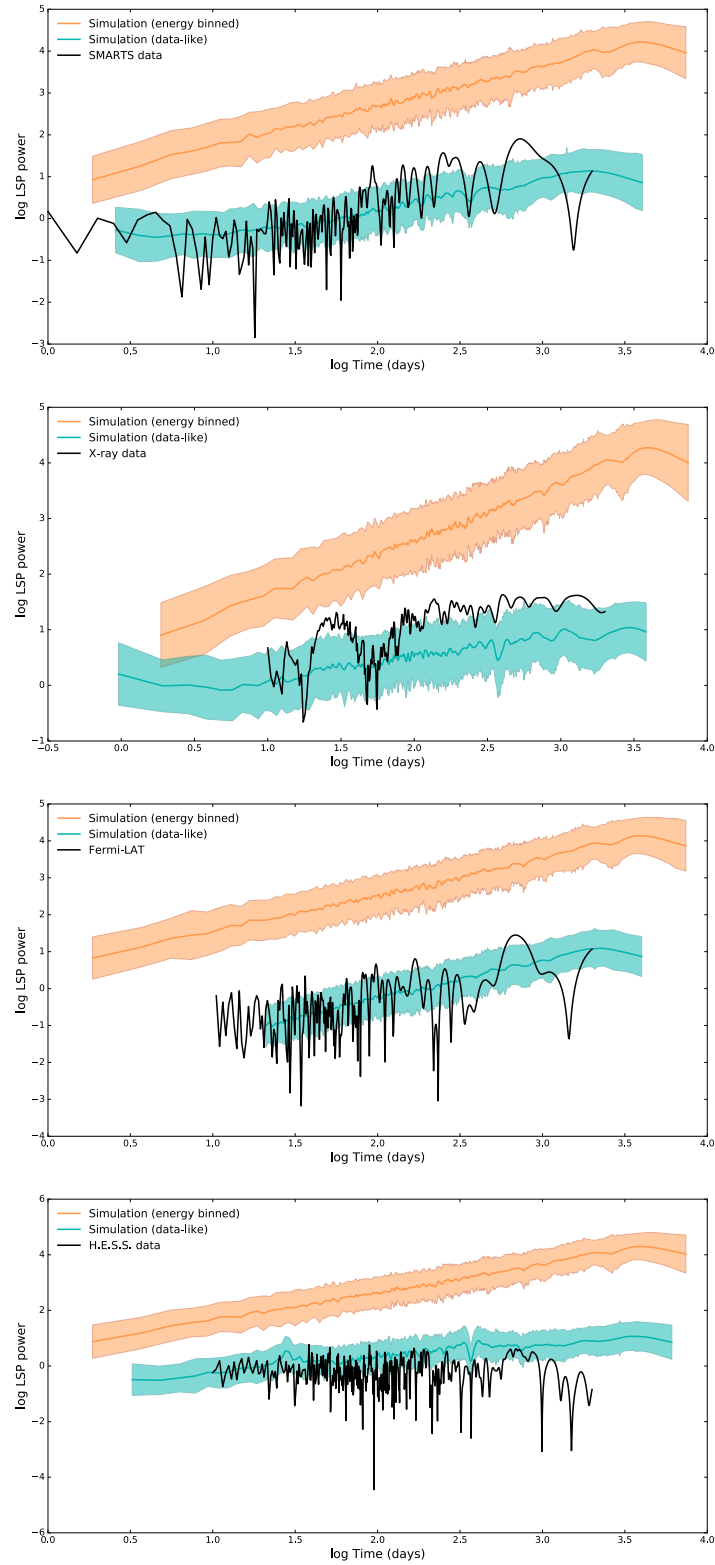 5
4
3
2
1
0
−1
−2
−3
log LSP power
Simulation (energy binned)
Simulation (data-like)
SMARTS data
0.0 0.5 1.0 1.5 2.0 2.5 3.0 3.5 4.0
log Time (days)
5
4
3
2
1
0
−1
log LSP power
Simulation (energy binned)
Simulation (data-like)
X-ray data
−0.5 0.0 0.5 1.0 1.5 2.0 2.5 3.0 3.5 4.0
log Time (days)
5
4
3
2
1
0
−1
−2
−3
−4
log LSP power
Simulation (energy binned)
Simulation (data-like)
Fermi-LAT
0.0 0.5 1.0 1.5 2.0 2.5 3.0 3.5 4.0
log Time (days)
6
4
2
0
−2
−4
−6
log LSP power
Simulation (energy binned)
Simulation (data-like)
H.E.S.S. data
0.0 0.5 1.0 1.5 2.0 2.5 3.0 3.5 4.0
log Time (days)